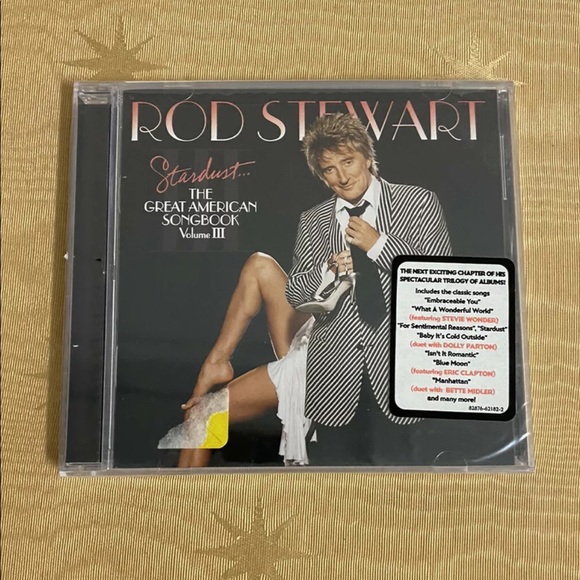 ROD STEWART
Stardust...
THE
GREAT AMERICAN
SONGBOOK
Volume III
THE NEXT EXCITING CHAPTER OF HIS
SPECTACULAR TRILOGY OF ALBUMS!
Includes the classic songs
"Embraceable You"
"What A Wonderful World"
(featuring STEVIE WONDER)
"For Sentimental Reasons", "Stardust"
"Baby It's Cold Outside"
(duet with DOLLY PARTON)
"Isn't It Romantic"
"Blue Moon"
(featuring ERIC CLAPTON)
"Manhattan"
(duet with BETTE MIDLER)
and many more!
82876-62182-2